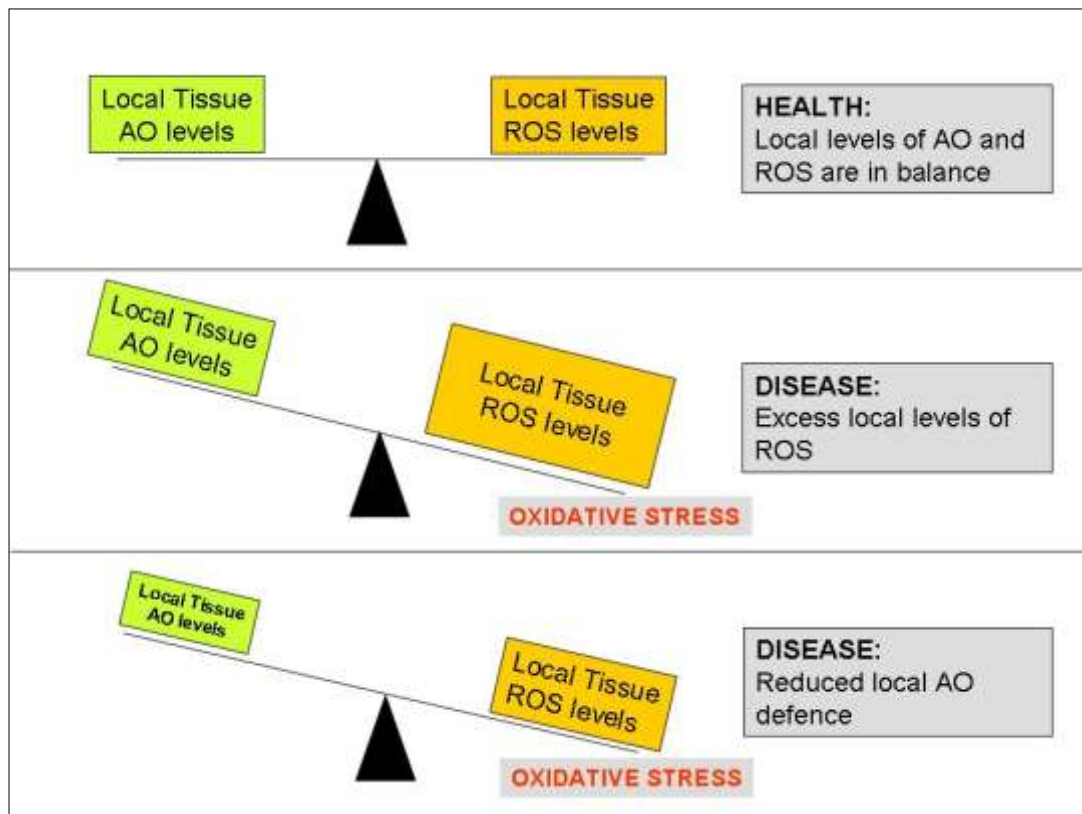 Local Tissue
AO levels
Local Tissue
ROS levels
HEALTH:
Local levels of AO and
ROS are in balance
Local Tissue
AO levels
Local Tissue
ROS levels
OXIDATIVE STRESS
DISEASE:
Excess local levels of
ROS
Local Tissue
AO levels
Local Tissue
ROS levels
OXIDATIVE STRESS
DISEASE:
Reduced local AO
defence